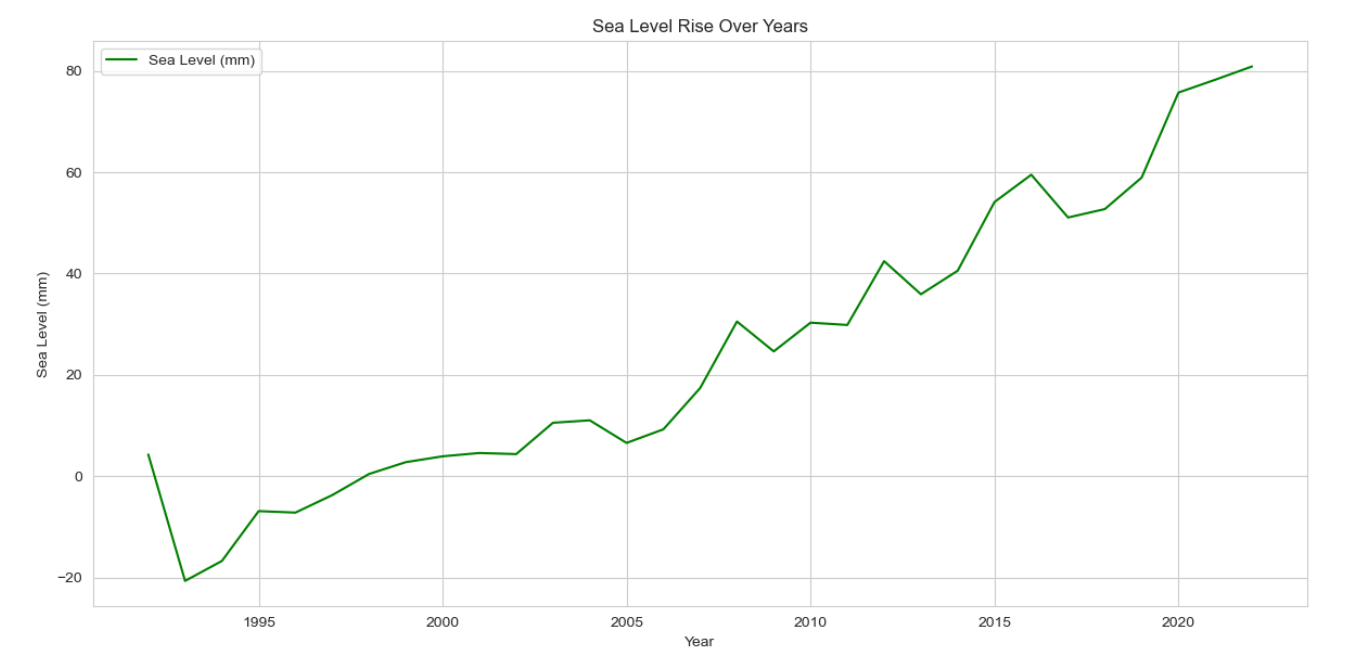 Sea Level Rise Over Years
Sea Level (mm)
80
60
40
20
0
−20
Sea Level (mm)
1995 2000 2005 2010 2015 2020
Year